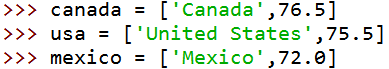 >>> canada = ['Canada',76.5]
>>> usa = ['United States',75.5]
>>> mexico = ['Mexico',72.0]